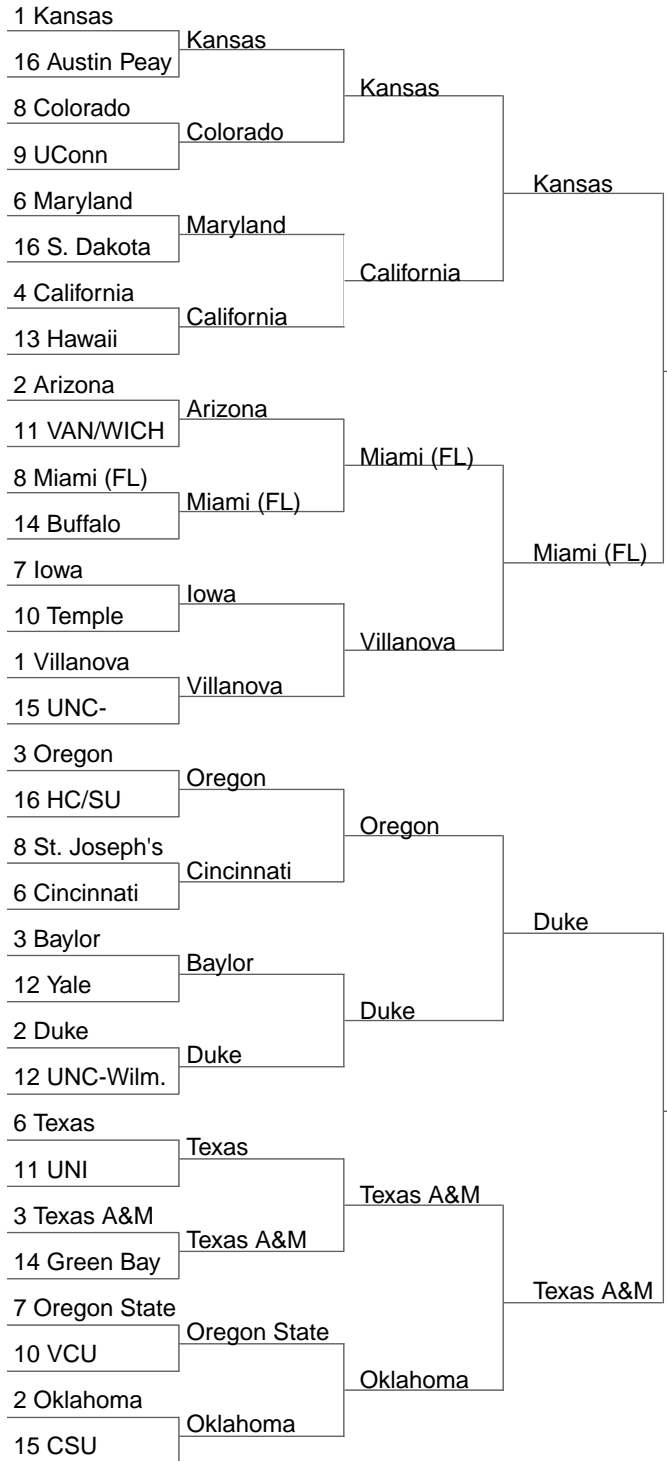 1 Kansas
16 Austin Peay
8 Colorado
9 UConn
6 Maryland
16 S. Dakota
4 California
13 Hawaii
2 Arizona
11 VAN/WICH
8 Miami (FL)
14 Buffalo
7 Iowa
10 Temple
1 Villanova
15 UNC-
3 Oregon
16 HC/SU
8 St. Joseph's
6 Cincinnati
3 Baylor
12 Yale
2 Duke
12 UNC-Wilm.
6 Texas
11 UNI
3 Texas A&M
14 Green Bay
7 Oregon State
10 VCU
2 Oklahoma
15 CSU
Kansas
Colorado
Maryland
California
Arizona
Miami (FL)
Iowa
Villanova
Oregon
Cincinnati
Baylor
Duke
Texas
Texas A&M
Oregon State
Oklahoma
Kansas
California
Miami (FL)
Villanova
Oregon
Duke
Texas A&M
Oklahoma
Kansas
Miami (FL)
Duke
Texas A&M